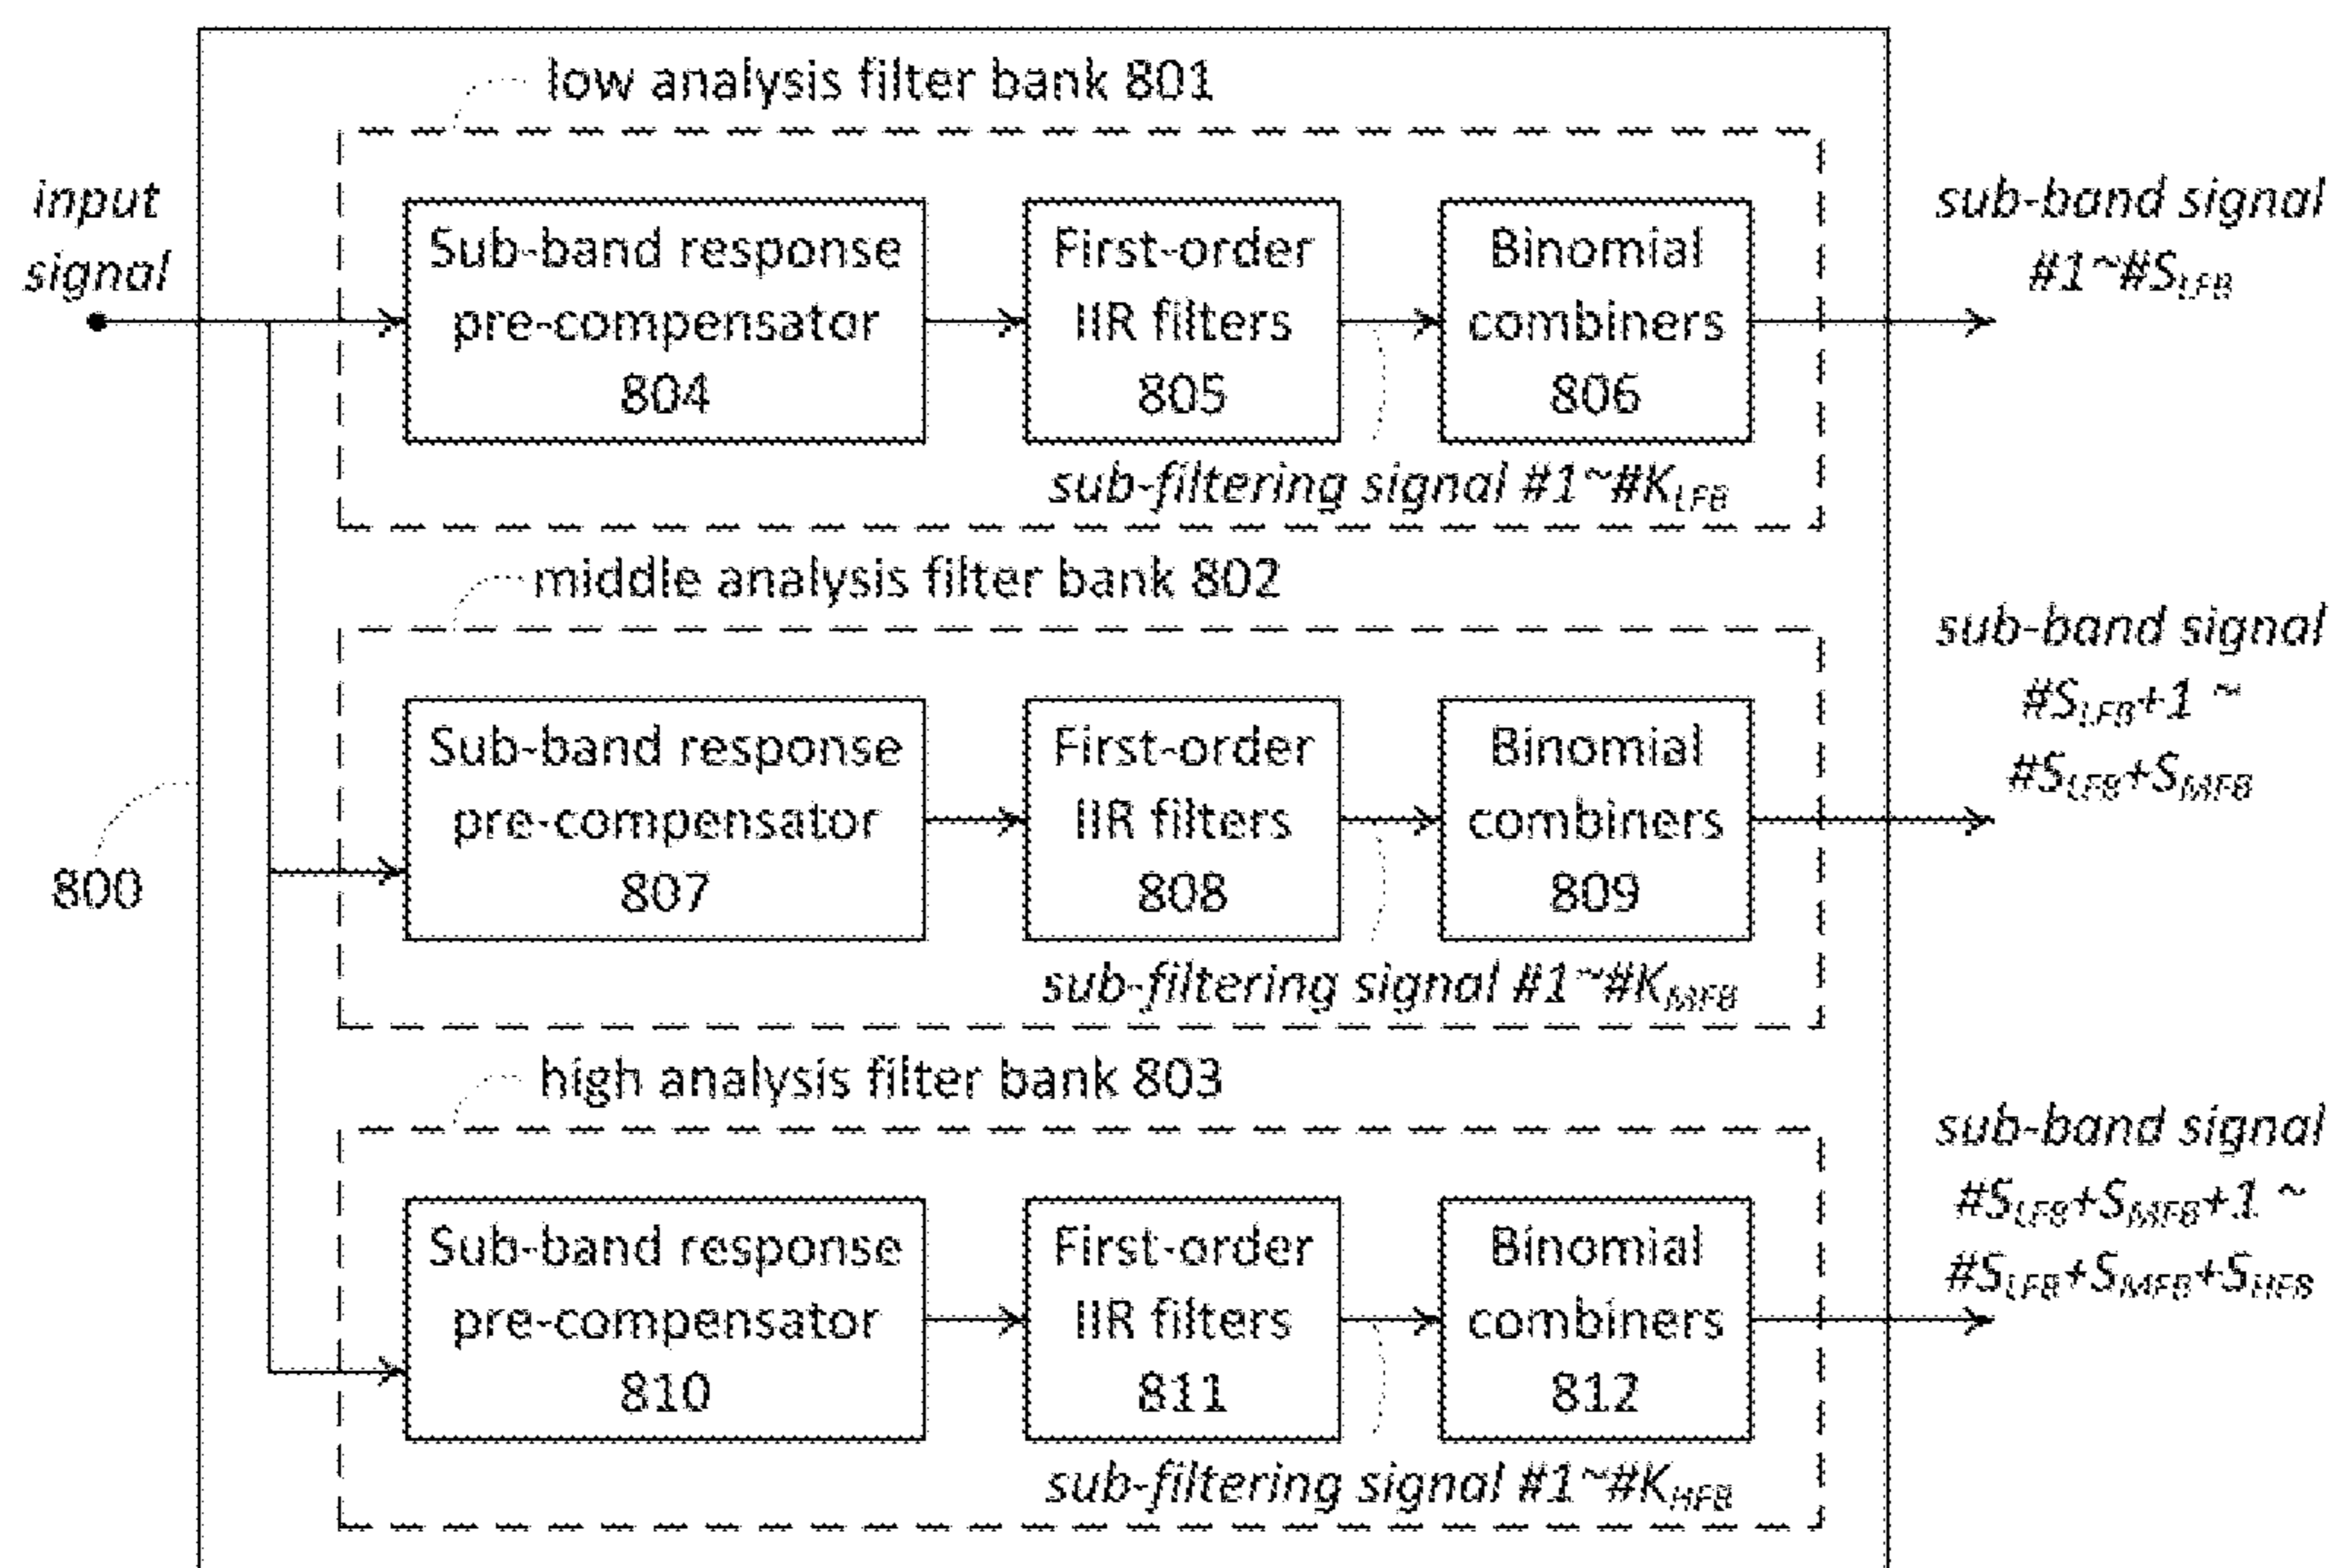 low analysis filter bank 801
input
signal
Sub-band response
pre-compensator
804
First-order
IIR filters
805
Binomial
combiners
806
sub-filtering signal #1~#K_LFB
sub-band signal
#1~#S_LFB
middle analysis filter bank 802
800
Sub-band response
pre-compensator
807
First-order
IIR filters
808
Binomial
combiners
809
sub-filtering signal #1~#K_MFB
sub-band signal
#S_LFB+1 ~
#S_LFB+S_MFB
high analysis filter bank 803
Sub-band response
pre-compensator
810
First-order
IIR filters
811
Binomial
combiners
812
sub-filtering signal #1~#K_HFB
sub-band signal
#S_LFB+S_MFB+1 ~
#S_LFB+S_MFB+S_HFB